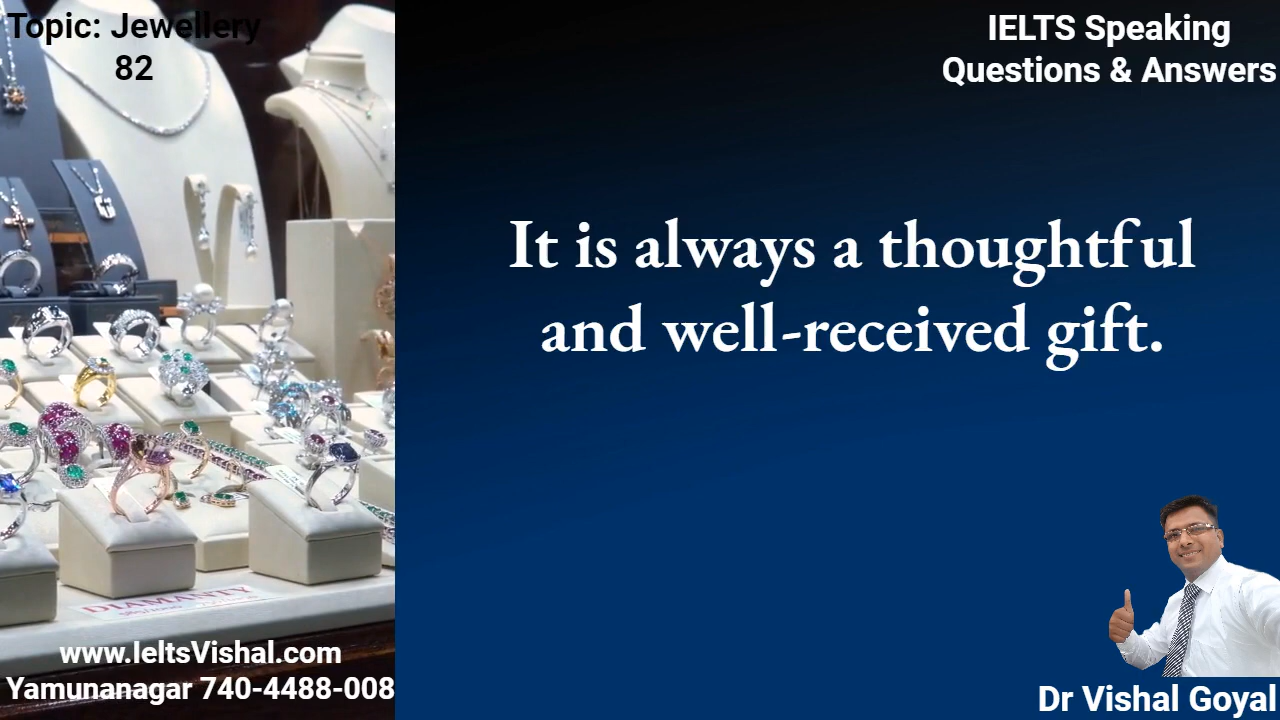 Topic: Jewellery
82
IELTS Speaking
Questions & Answers
It is always a thoughtful
and well-received gift.
DIAMANTY
www.IeltsVishal.com
Yamunanagar 740-4488-008
Dr Vishal Goyal